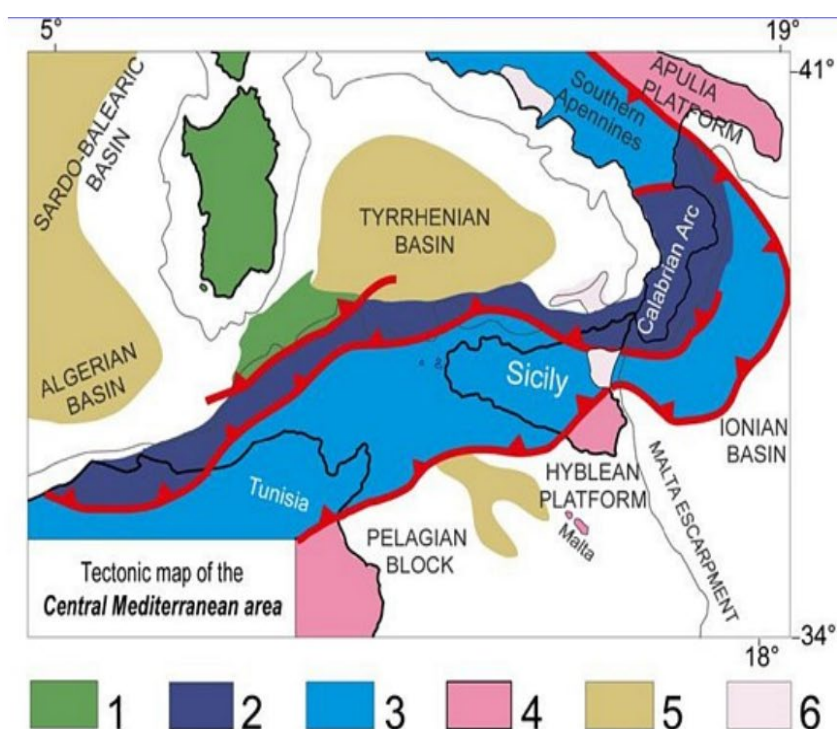 5°
19°
41°
SARDO-BALEARIC
BASIN
Southern
Apennines
APULIA
PLATFORM
TYRRHENIAN
BASIN
Calabrian Arc
ALGERIAN
BASIN
Sicily
IONIAN
BASIN
Tunisia
HYBLEAN
PLATFORM
MALTA ESCARPMENT
Malta
PELAGIAN
BLOCK
Tectonic map of the
Central Mediterranean area
34°
18°
1 2 3 4 5 6